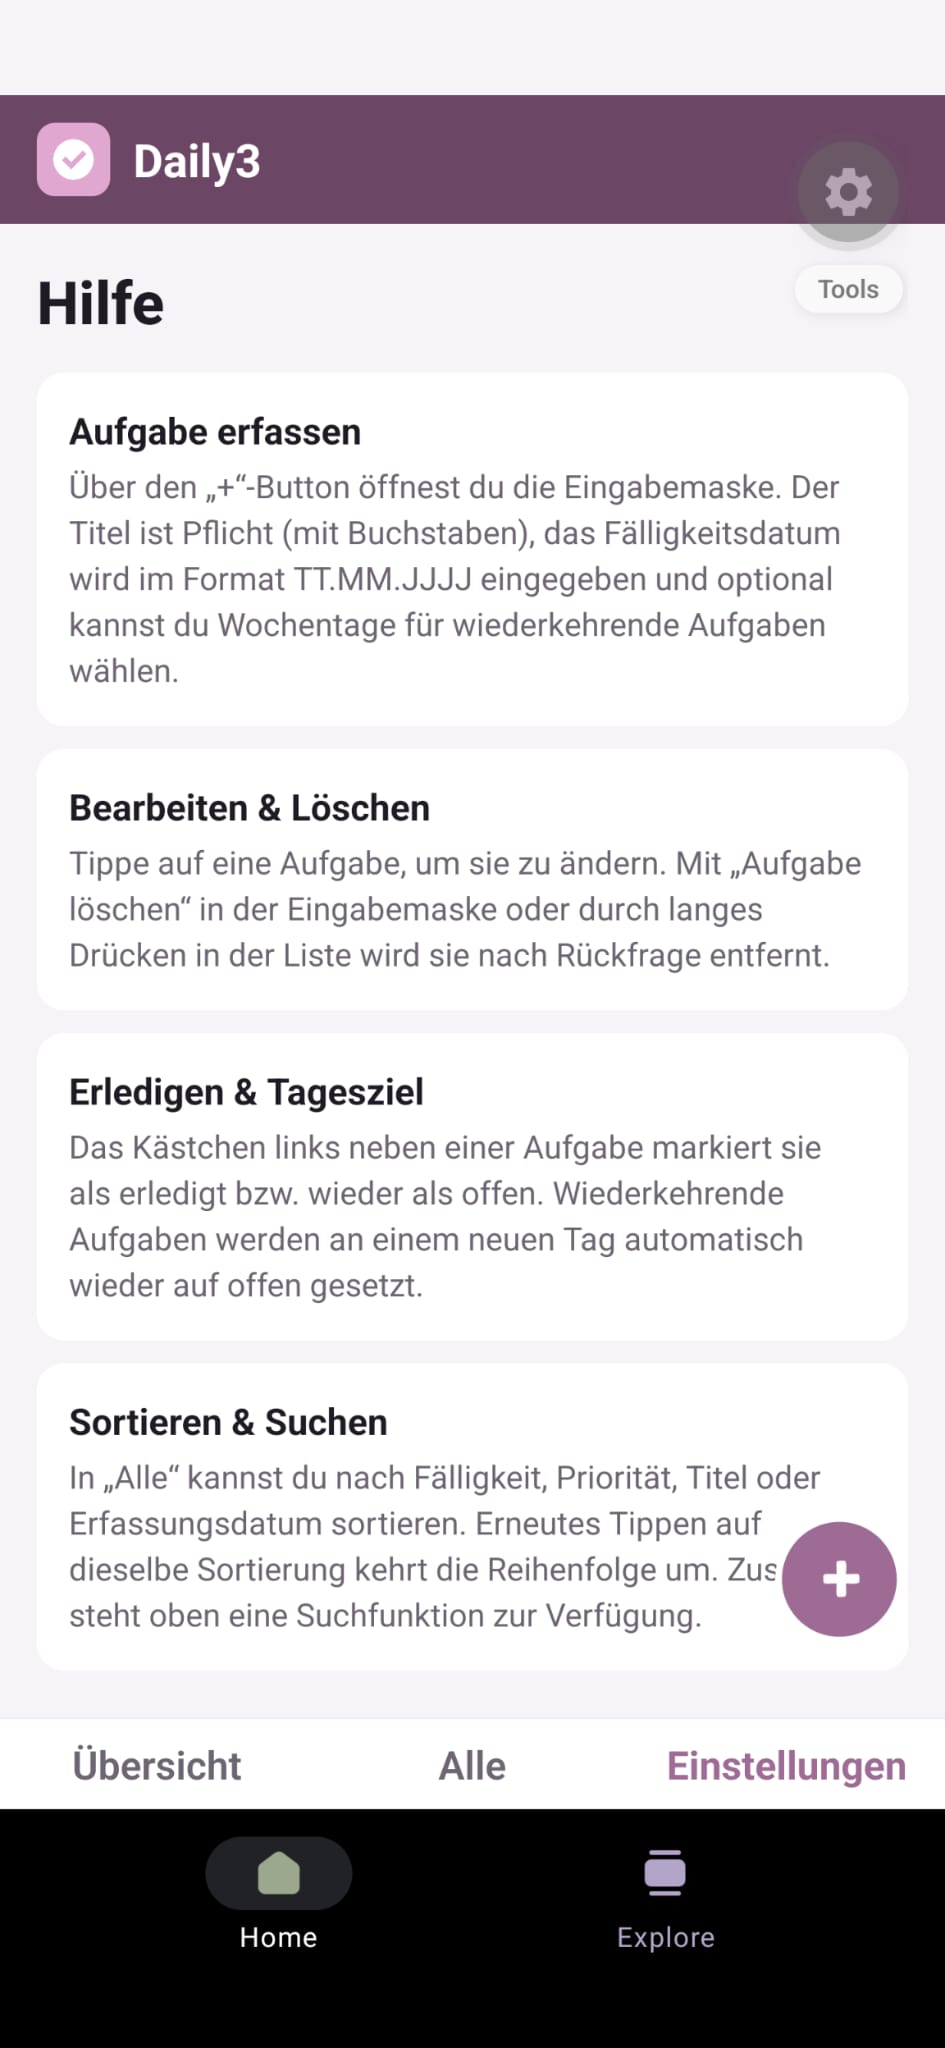 Daily3
Tools
Hilfe
Aufgabe erfassen
Über den „+“-Button öffnest du die Eingabemaske. Der
Titel ist Pflicht (mit Buchstaben), das Fälligkeitsdatum
wird im Format TT.MM.JJJJ eingegeben und optional
kannst du Wochentage für wiederkehrende Aufgaben
wählen.
Bearbeiten & Löschen
Tippe auf eine Aufgabe, um sie zu ändern. Mit „Aufgabe
löschen“ in der Eingabemaske oder durch langes
Drücken in der Liste wird sie nach Rückfrage entfernt.
Erledigen & Tagesziel
Das Kästchen links neben einer Aufgabe markiert sie
als erledigt bzw. wieder als offen. Wiederkehrende
Aufgaben werden an einem neuen Tag automatisch
wieder auf offen gesetzt.
Sortieren & Suchen
In „Alle“ kannst du nach Fälligkeit, Priorität, Titel oder
Erfassungsdatum sortieren. Erneutes Tippen auf
dieselbe Sortierung kehrt die Reihenfolge um.
steht oben eine Suchfunktion zur Verfügung.
Übersicht
Alle
Einstellungen
Home
Explore